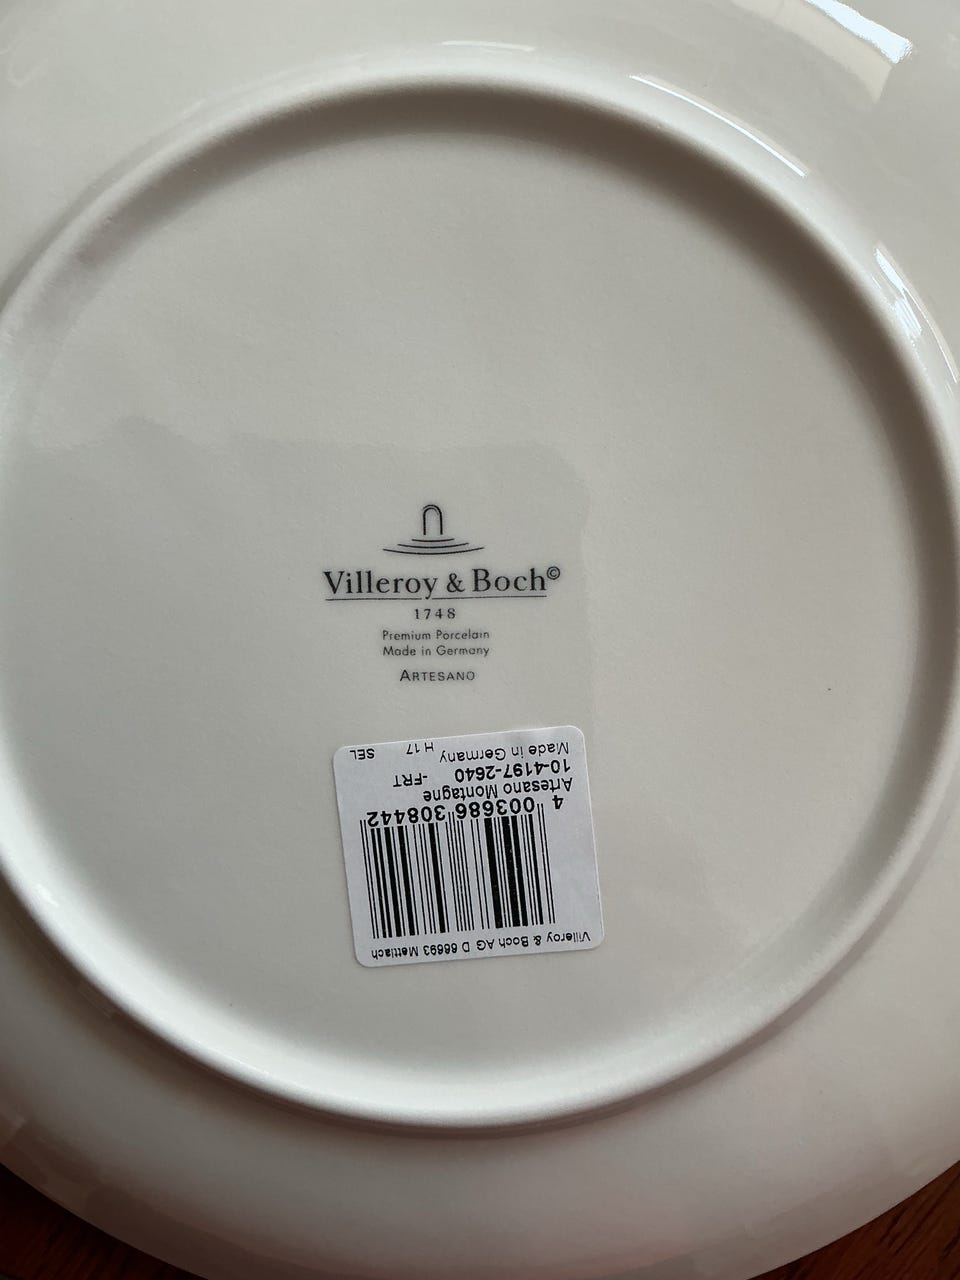 Villeroy & Boch©
1748
Premium Porcelain
Made in Germany
ARTESANO
Villeroy & Boch AG D 66693 Mettlach
4 003686 308442
Artesano Montagne
10-4197-2640 -FRT
Made in Germany H 17 SEL